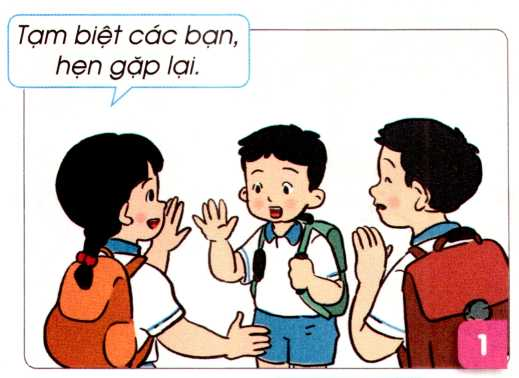 Tạm biệt các bạn,
hẹn gặp lại.
1